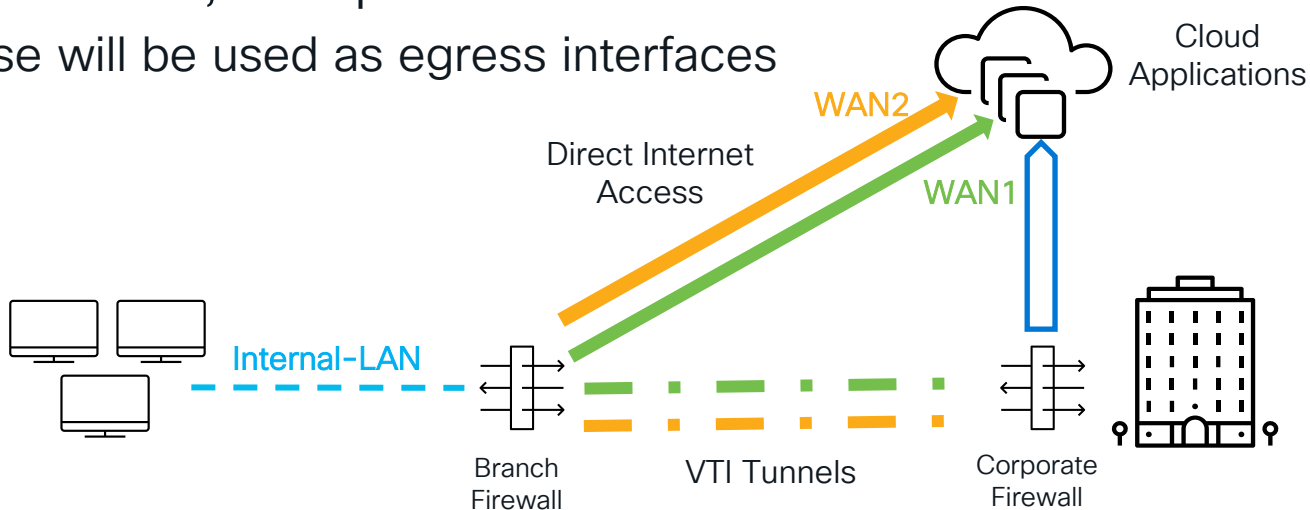 se will be used as egress interfaces
Cloud
Applications
WAN2
Direct Internet
Access
WAN1
Internal-LAN
Branch
Firewall
VTI Tunnels
Corporate
Firewall